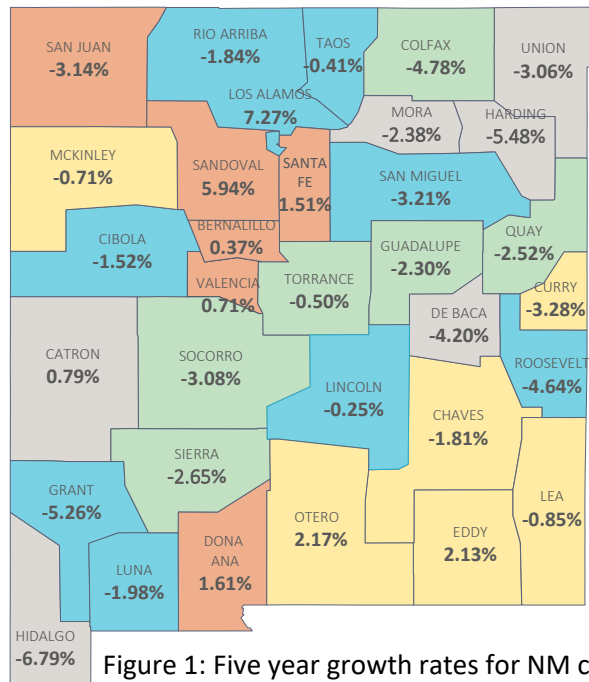 SAN JUAN
-3.14%
RIO ARRIBA
-1.84%
TAOS
-0.41%
COLFAX
-4.78%
UNION
-3.06%
LOS ALAMOS
7.27%
MORA
-2.38%
HARDING
-5.48%
MCKINLEY
-0.71%
SANDOVAL
5.94%
SANTA
FE
1.51%
SAN MIGUEL
-3.21%
CIBOLA
-1.52%
BERNALILLO
0.37%
VALENCIA
0.71%
TORRANCE
-0.50%
GUADALUPE
-2.30%
QUAY
-2.52%
CURRY
-3.28%
DE BACA
-4.20%
CATRON
0.79%
SOCORRO
-3.08%
LINCOLN
-0.25%
ROOSEVELT
-4.64%
CHAVES
-1.81%
SIERRA
-2.65%
GRANT
-5.26%
LUNA
-1.98%
DONA
ANA
1.61%
OTERO
2.17%
EDDY
2.13%
LEA
-0.85%
HIDALGO
-6.79%
Figure 1: Five year growth rates for NM c